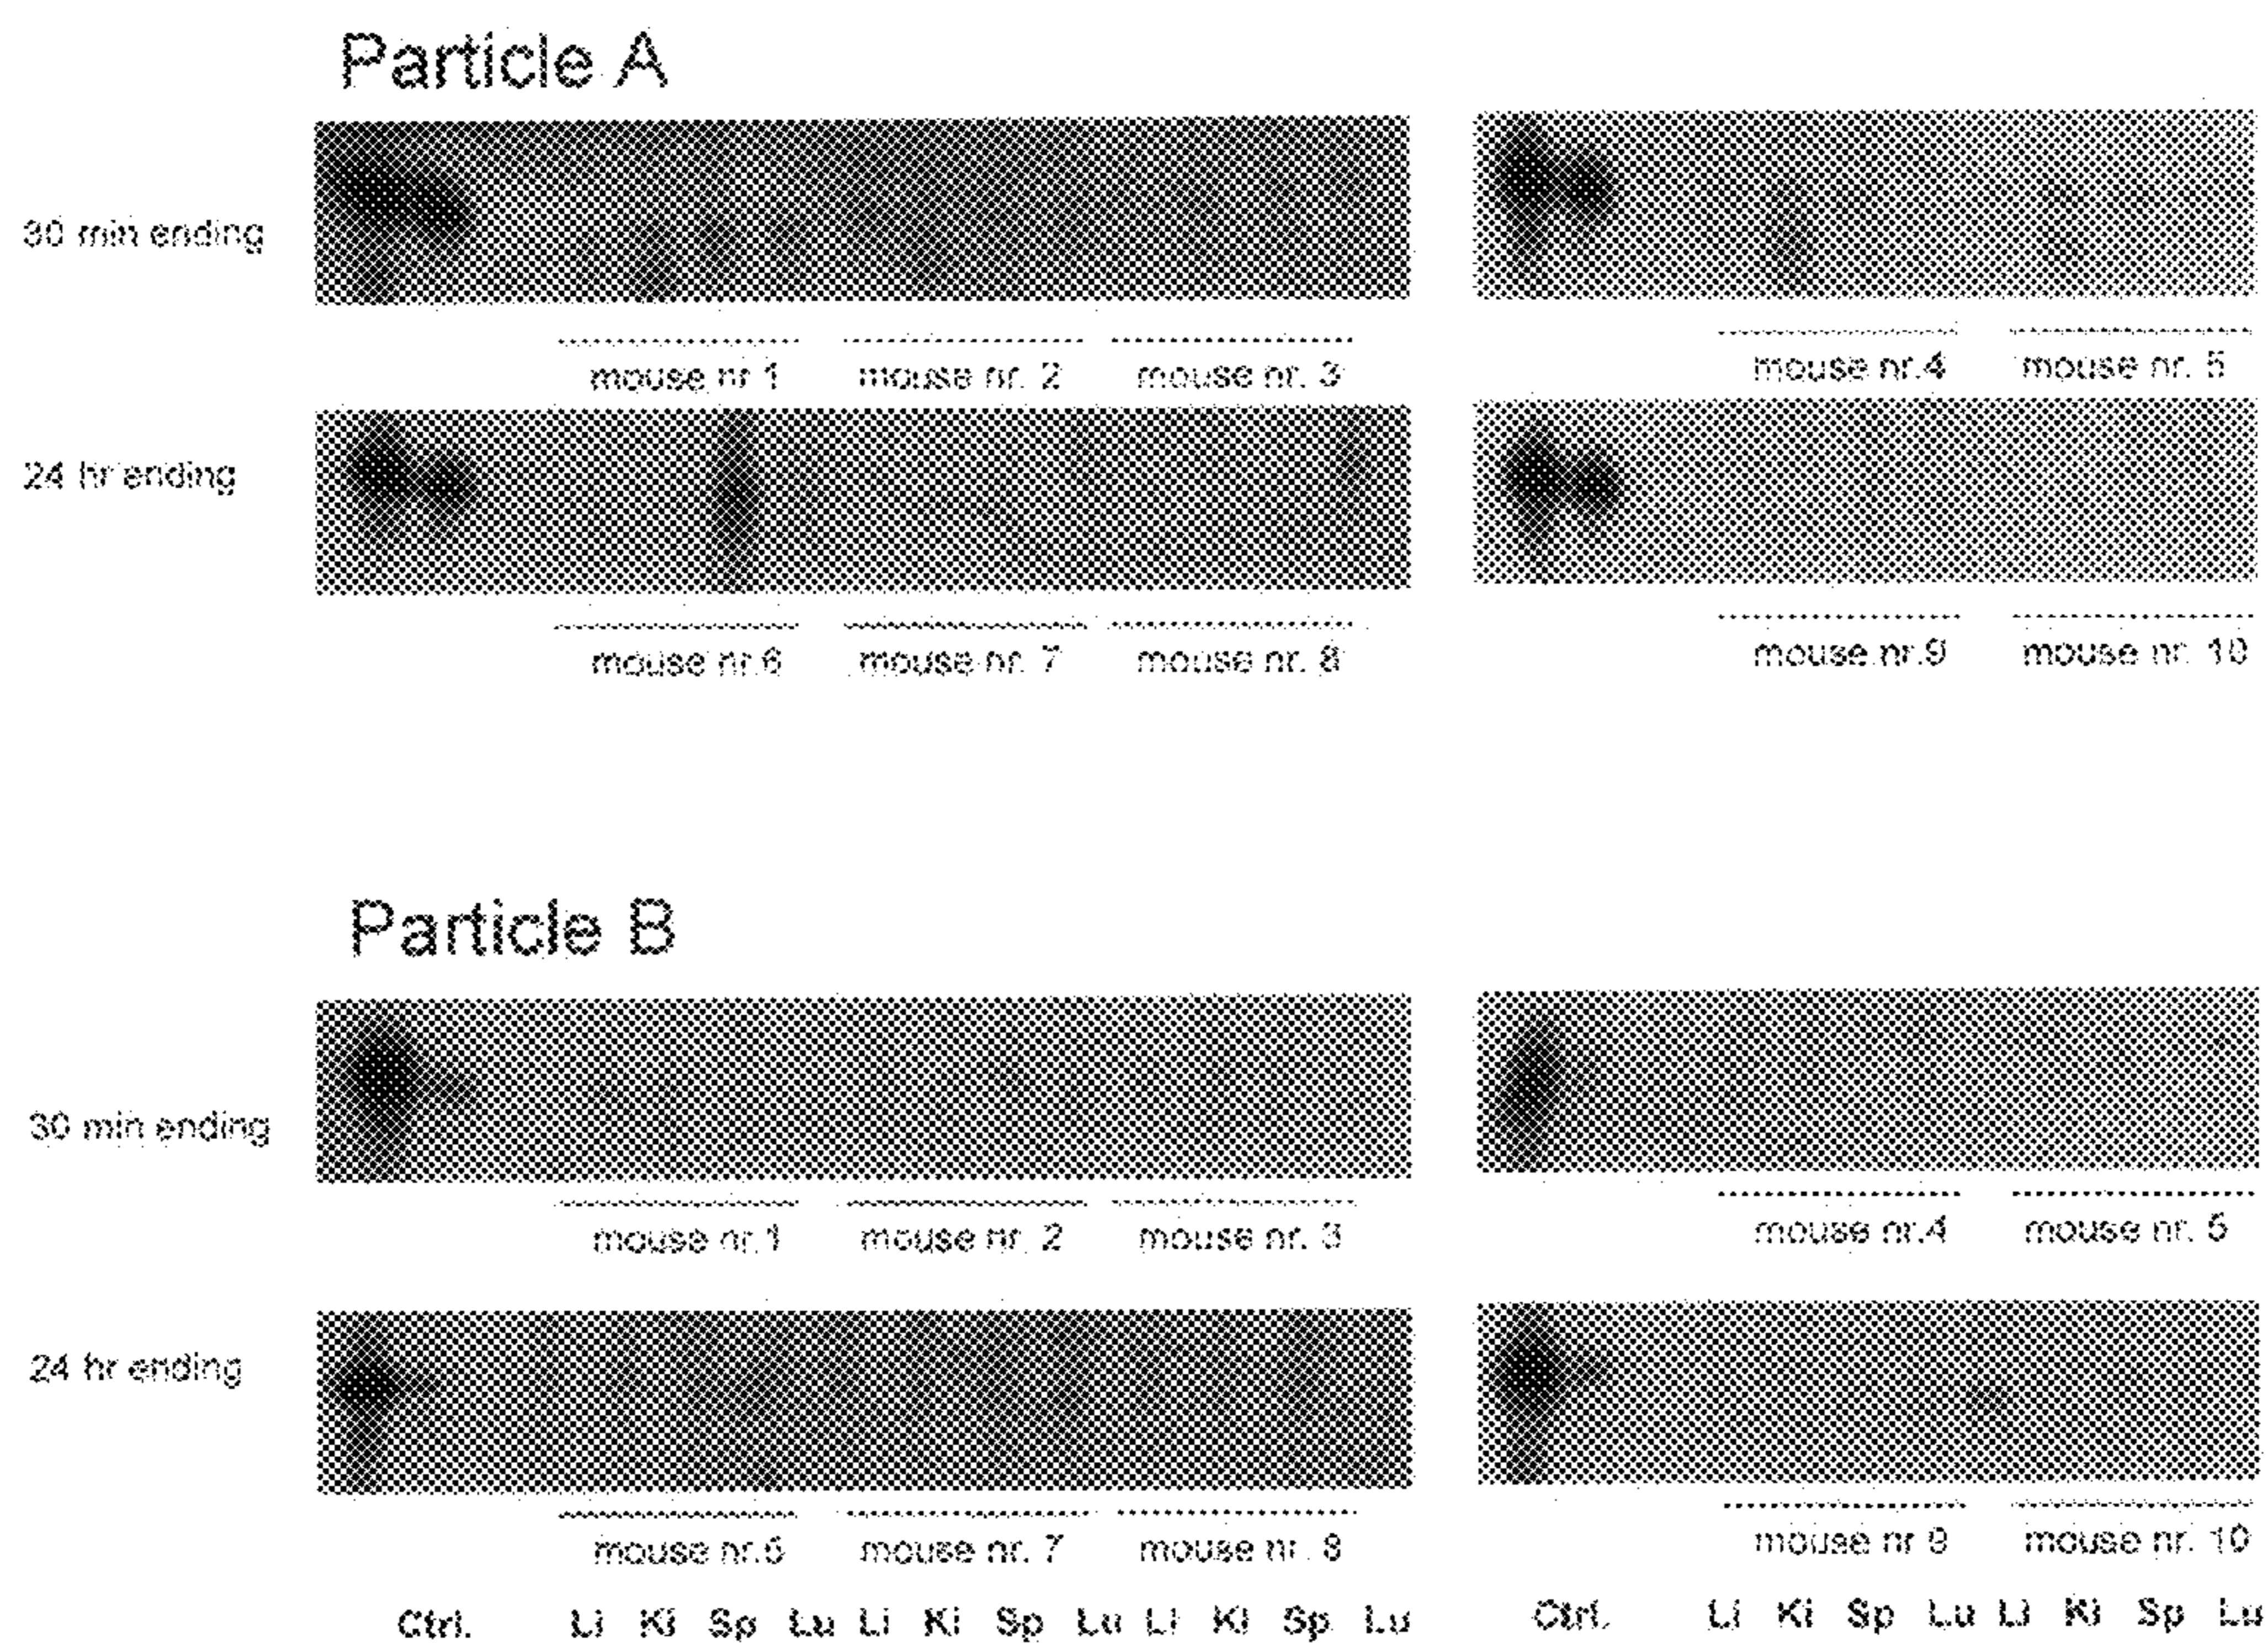 Particle A
30 min ending
mouse nr 1 mouse nr. 2 mouse nr. 3 mouse nr.4 mouse nr. 5
24 hr ending
mouse nr.6 mouse nr. 7 mouse nr. 8 mouse nr.9 mouse nr. 10
Particle B
30 min ending
mouse nr.1 mouse nr. 2 mouse nr. 3 mouse nr.4 mouse nr. 5
24 hr ending
mouse nr.6 mouse nr. 7 mouse nr. 8 mouse nr 9 mouse nr. 10
Ctrl. Li Ki Sp Lu Li Ki Sp Lu Li Ki Sp Lu Ctrl. Li Ki Sp Lu Li Ki Sp Lu